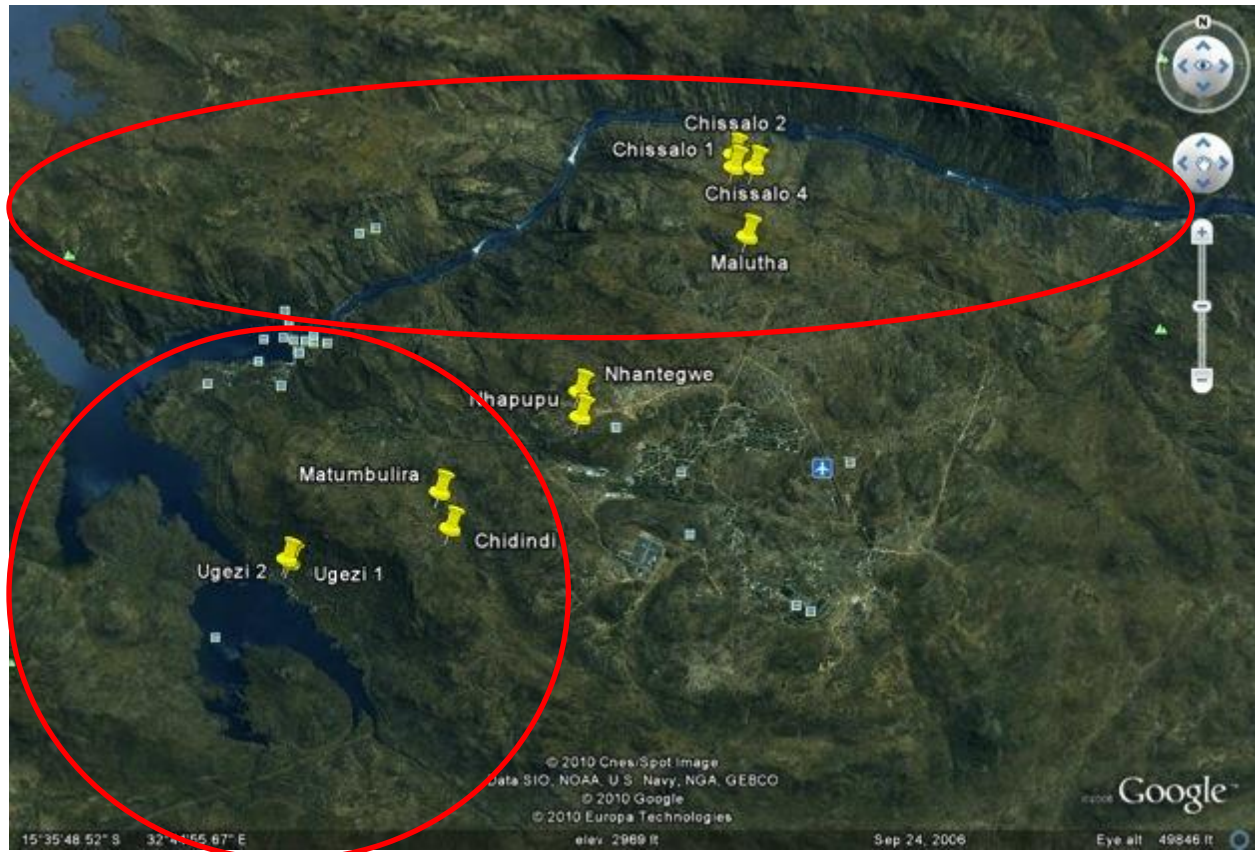 N
Chissalo 2
Chissalo 1
Chissalo 4
Malutha
Nhantegwe
Nhapupu
Matumbulira
Chidindi
Ugezi 2
Ugezi 1
© 2010 Cnes/Spot Image
Data SIO, NOAA, U.S. Navy, NGA, GEBCO
© 2010 Google
© 2010 Europa Technologies
Google
15°35'48.52" S
elev 2969 ft
Sep 24, 2006
Eye alt 49846 ft